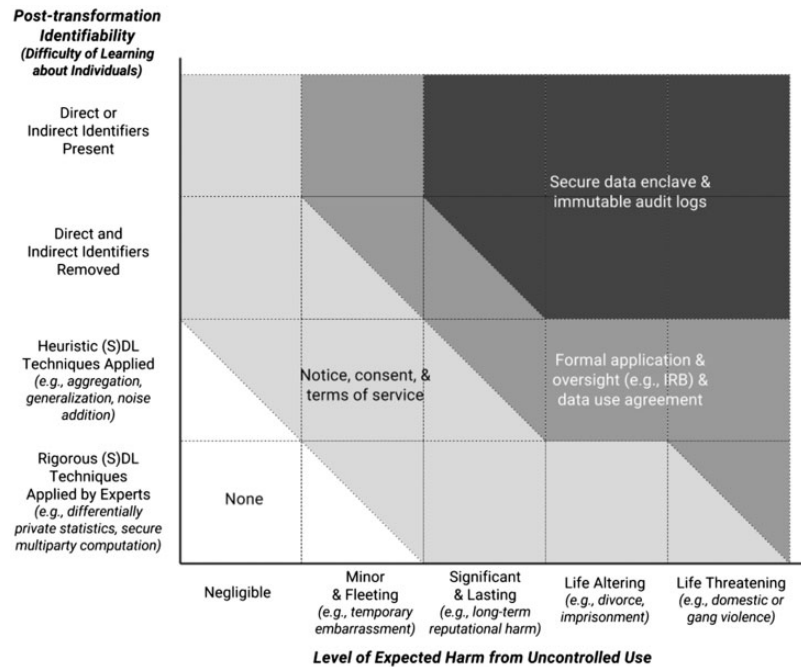 Post-transformation
Identifiability
(Difficulty of Learning
about Individuals)
Direct or
Indirect Identifiers
Present
Direct and
Indirect Identifiers
Removed
Heuristic (S)DL
Techniques Applied
(e.g., aggregation,
generalization, noise
addition)
Rigorous (S)DL
Techniques
Applied by Experts
(e.g., differentially
private statistics, secure
multiparty computation)
Secure data enclave &
immutable audit logs
Notice, consent, &
terms of service
Formal application &
oversight (e.g., IRB) &
data use agreement
None
Negligible
Minor
& Fleeting
(e.g., temporary
embarrassment)
Significant
& Lasting
(e.g., long-term
reputational harm)
Life Altering
(e.g., divorce,
imprisonment)
Life Threatening
(e.g., domestic or
gang violence)
Level of Expected Harm from Uncontrolled Use